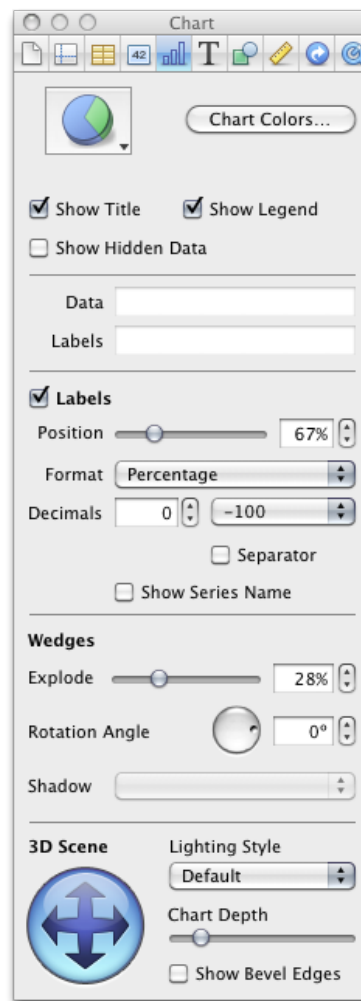 Chart
42
T
Chart Colors...
Show Title Show Legend
Show Hidden Data
Data
Labels
Labels
Position 67%
Format Percentage
Decimals 0 -100
Separator
Show Series Name
Wedges
Explode 28%
Rotation Angle 0°
Shadow
3D Scene Lighting Style
Default
Chart Depth
Show Bevel Edges